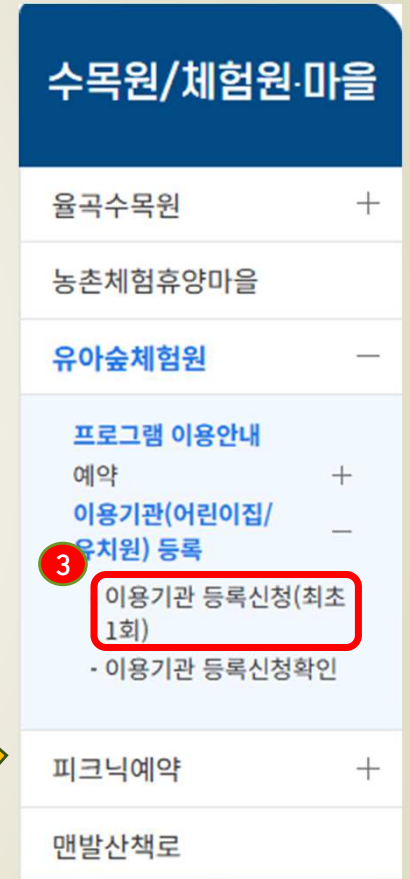 수목원/체험원·마을
율곡수목원 +
농촌체험휴양마을
유아숲체험원 —
프로그램 이용안내
예약 +
이용기관(어린이집/
유치원) 등록 —
3
이용기관 등록신청(최초
1회)
- 이용기관 등록신청확인
피크닉예약 +
맨발산책로